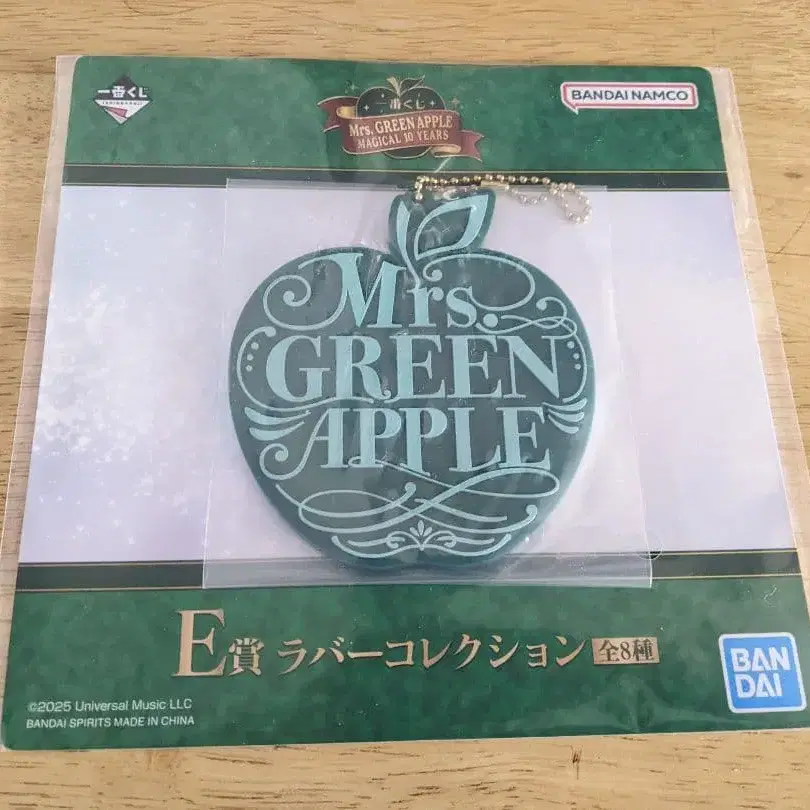 一番くじ
ICHIBAN KUJI
一番くじ
Mrs. GREEN APPLE
MAGICAL 10 YEARS
BANDAI NAMCO
Mrs.
GREEN
APPLE
E賞 ラバーコレクション 全8種
©2025 Universal Music LLC
BANDAI SPIRITS MADE IN CHINA
BAN
DAI